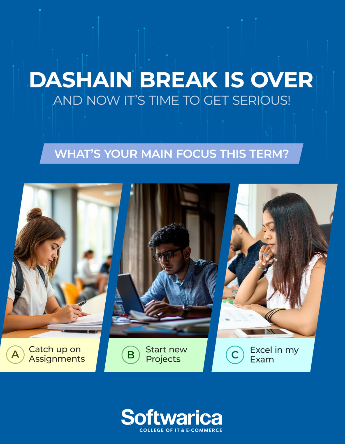 DASHAIN BREAK IS OVER
AND NOW IT'S TIME TO GET SERIOUS!
WHAT'S YOUR MAIN FOCUS THIS TERM?
A
Catch up on
Assignments
B
Start new
Projects
C
Excel in my
Exam
Softwarica
COLLEGE OF IT & E-COMMERCE